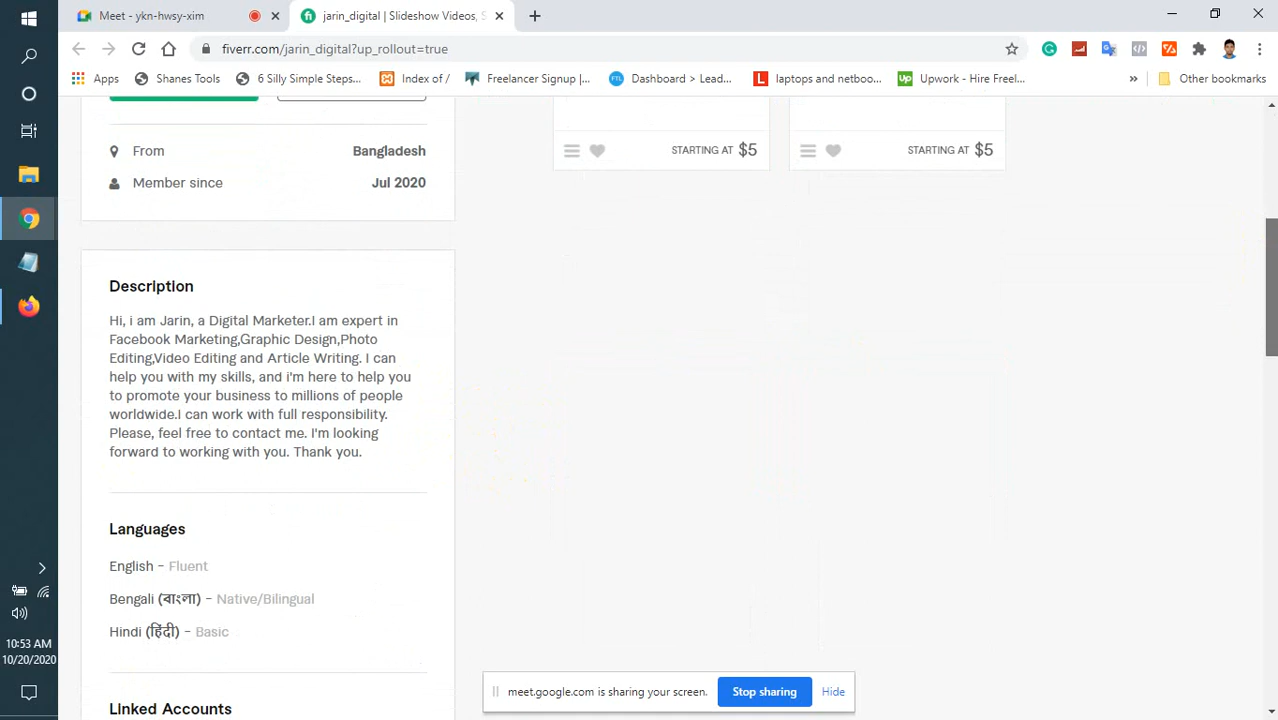 Meet - ykn-hwsy-xim
jarin_digital | Slideshow Videos, S
fiverr.com/jarin_digital?up_rollout=true
Apps
Shanes Tools
6 Silly Simple Steps...
Index of /
Freelancer Signup |...
Dashboard > Lead...
laptops and netboo...
Upwork - Hire Freel...
»
Other bookmarks
From Bangladesh
Member since Jul 2020
STARTING AT $5
STARTING AT $5
Description
Hi, i am Jarin, a Digital Marketer.I am expert in
Facebook Marketing,Graphic Design,Photo
Editing,Video Editing and Article Writing. I can
help you with my skills, and i'm here to help you
to promote your business to millions of people
worldwide.I can work with full responsibility.
Please, feel free to contact me. I'm looking
forward to working with you. Thank you.
Languages
English - Fluent
Bengali (বাংলা) - Native/Bilingual
Hindi (हिंदी) - Basic
Linked Accounts
meet.google.com is sharing your screen.
Stop sharing
Hide
10:53 AM
10/20/2020